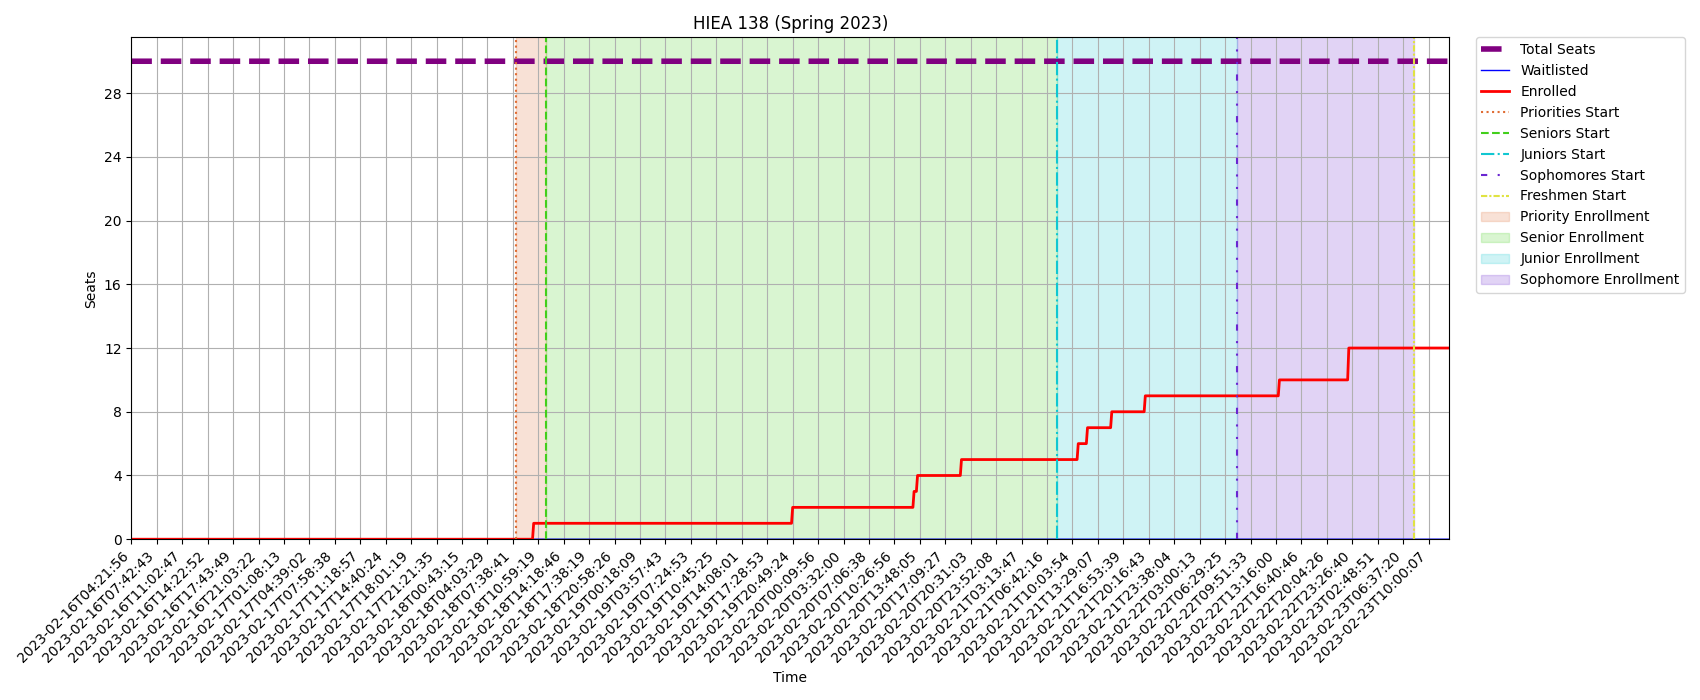 HIEA 138 (Spring 2023)
Seats
28
24
20
16
12
8
4
0
2023-02-16T04:21:56
2023-02-16T07:42:43
2023-02-16T11:02:47
2023-02-16T14:22:52
2023-02-16T17:43:49
2023-02-16T21:03:22
2023-02-17T01:08:13
2023-02-17T04:39:02
2023-02-17T07:58:38
2023-02-17T11:18:57
2023-02-17T14:40:24
2023-02-17T18:01:19
2023-02-17T21:21:35
2023-02-18T00:43:15
2023-02-18T04:03:29
2023-02-18T07:38:41
2023-02-18T10:59:19
2023-02-18T14:18:46
2023-02-18T17:38:19
2023-02-18T20:58:26
2023-02-19T00:18:09
2023-02-19T03:57:43
2023-02-19T07:24:53
2023-02-19T10:45:25
2023-02-19T14:08:01
2023-02-19T17:28:53
2023-02-19T20:49:24
2023-02-20T00:09:56
2023-02-20T03:32:00
2023-02-20T07:06:38
2023-02-20T10:26:56
2023-02-20T13:48:05
2023-02-20T17:09:27
2023-02-20T20:31:03
2023-02-20T23:52:08
2023-02-21T03:13:47
2023-02-21T06:42:16
2023-02-21T10:03:54
2023-02-21T13:29:07
2023-02-21T16:53:39
2023-02-21T20:16:43
2023-02-21T23:38:04
2023-02-22T03:00:13
2023-02-22T06:29:25
2023-02-22T09:51:33
2023-02-22T13:16:00
2023-02-22T16:40:46
2023-02-22T20:04:26
2023-02-22T23:26:40
2023-02-23T02:48:51
2023-02-23T06:37:20
2023-02-23T10:00:07
Time
Total Seats
Waitlisted
Enrolled
Priorities Start
Seniors Start
Juniors Start
Sophomores Start
Freshmen Start
Priority Enrollment
Senior Enrollment
Junior Enrollment
Sophomore Enrollment